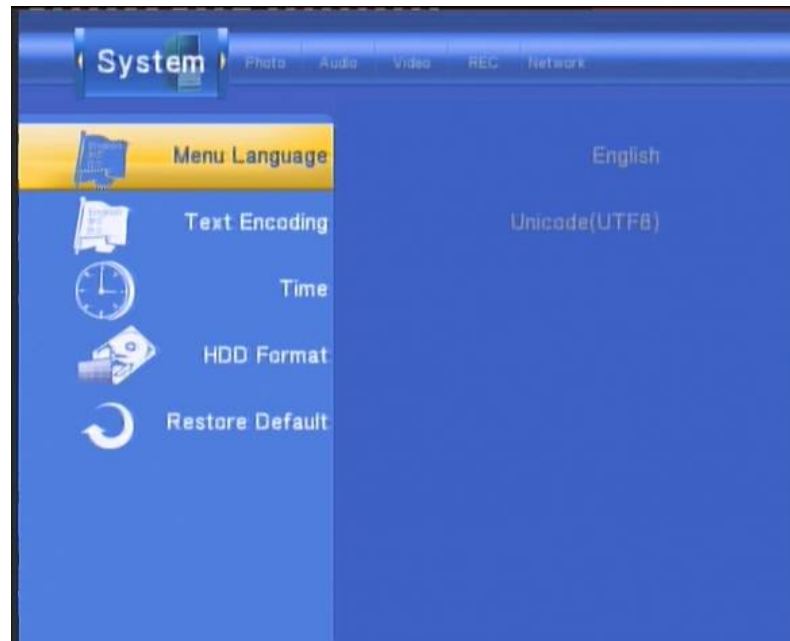 System Photo Audio Video REC Network
Menu Language English
Text Encoding Unicode(UTF8)
Time
HDD Format
Restore Default